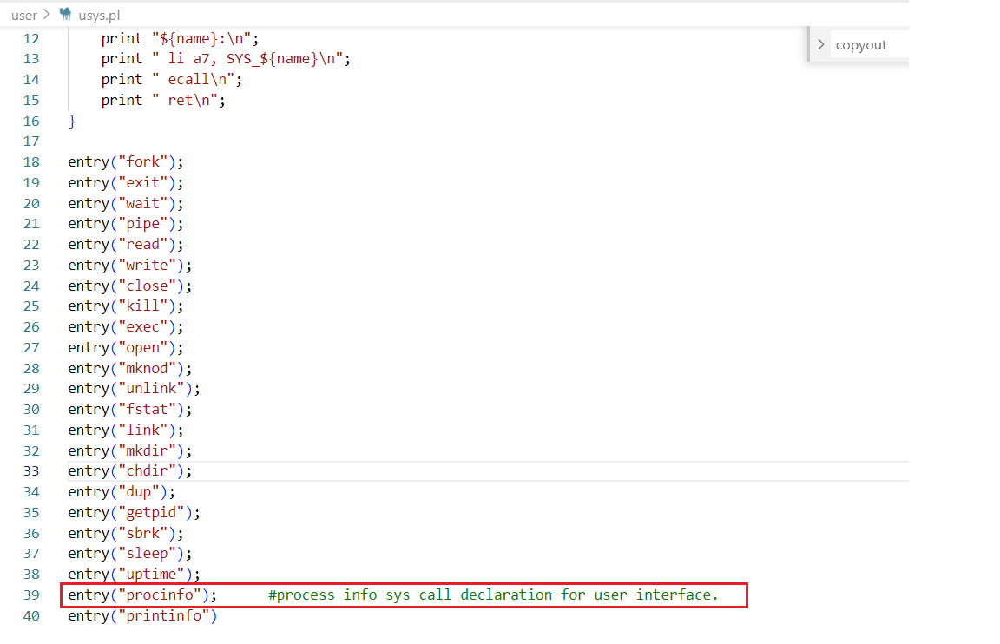 user > usys.pl
12 print "${name}:\n";
> copyout
13 print " li a7, SYS_${name}\n";
14 print " ecall\n";
15 print " ret\n";
16 }
17
18 entry("fork");
19 entry("exit");
20 entry("wait");
21 entry("pipe");
22 entry("read");
23 entry("write");
24 entry("close");
25 entry("kill");
26 entry("exec");
27 entry("open");
28 entry("mknod");
29 entry("unlink");
30 entry("fstat");
31 entry("link");
32 entry("mkdir");
33 entry("chdir");
34 entry("dup");
35 entry("getpid");
36 entry("sbrk");
37 entry("sleep");
38 entry("uptime");
39 entry("procinfo"); #process info sys call declaration for user interface.
40 entry("printinfo")